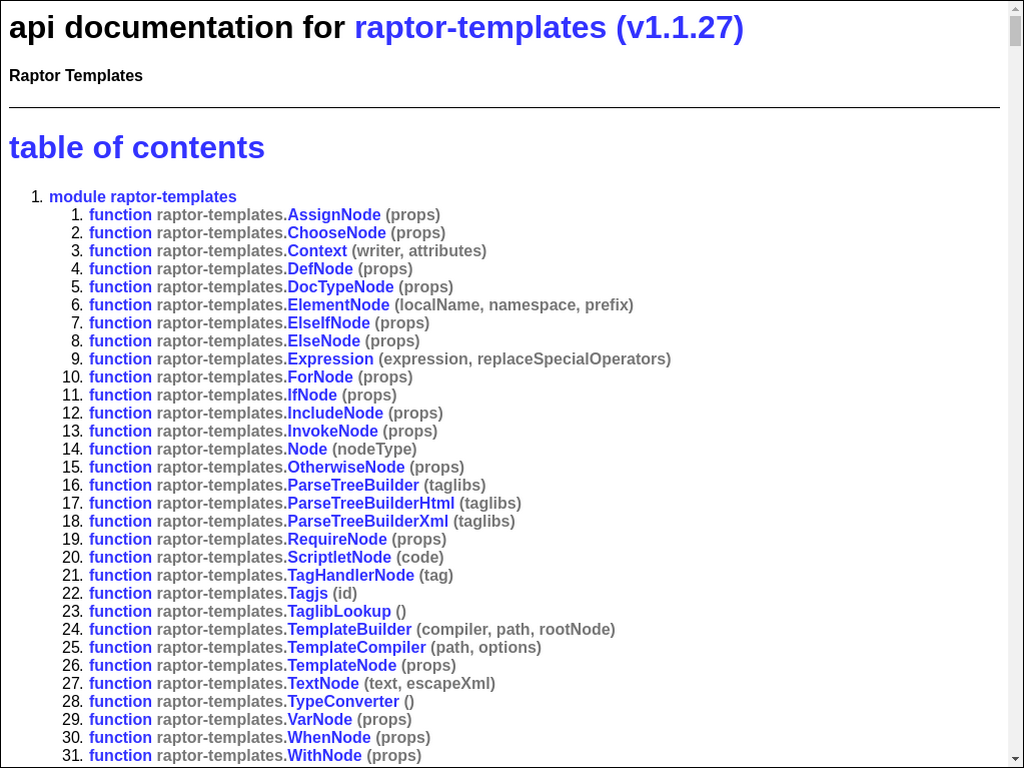 api documentation for raptor-templates (v1.1.27)
Raptor Templates
table of contents
1. module raptor-templates
1. function raptor-templates.AssignNode (props)
2. function raptor-templates.ChooseNode (props)
3. function raptor-templates.Context (writer, attributes)
4. function raptor-templates.DefNode (props)
5. function raptor-templates.DocTypeNode (props)
6. function raptor-templates.ElementNode (localName, namespace, prefix)
7. function raptor-templates.ElseIfNode (props)
8. function raptor-templates.ElseNode (props)
9. function raptor-templates.Expression (expression, replaceSpecialOperators)
10. function raptor-templates.ForNode (props)
11. function raptor-templates.IfNode (props)
12. function raptor-templates.IncludeNode (props)
13. function raptor-templates.InvokeNode (props)
14. function raptor-templates.Node (nodeType)
15. function raptor-templates.OtherwiseNode (props)
16. function raptor-templates.ParseTreeBuilder (taglibs)
17. function raptor-templates.ParseTreeBuilderHtml (taglibs)
18. function raptor-templates.ParseTreeBuilderXml (taglibs)
19. function raptor-templates.RequireNode (props)
20. function raptor-templates.ScriptletNode (code)
21. function raptor-templates.TagHandlerNode (tag)
22. function raptor-templates.Tagjs (id)
23. function raptor-templates.TaglibLookup ()
24. function raptor-templates.TemplateBuilder (compiler, path, rootNode)
25. function raptor-templates.TemplateCompiler (path, options)
26. function raptor-templates.TemplateNode (props)
27. function raptor-templates.TextNode (text, escapeXml)
28. function raptor-templates.TypeConverter ()
29. function raptor-templates.VarNode (props)
30. function raptor-templates.WhenNode (props)
31. function raptor-templates.WithNode (props)